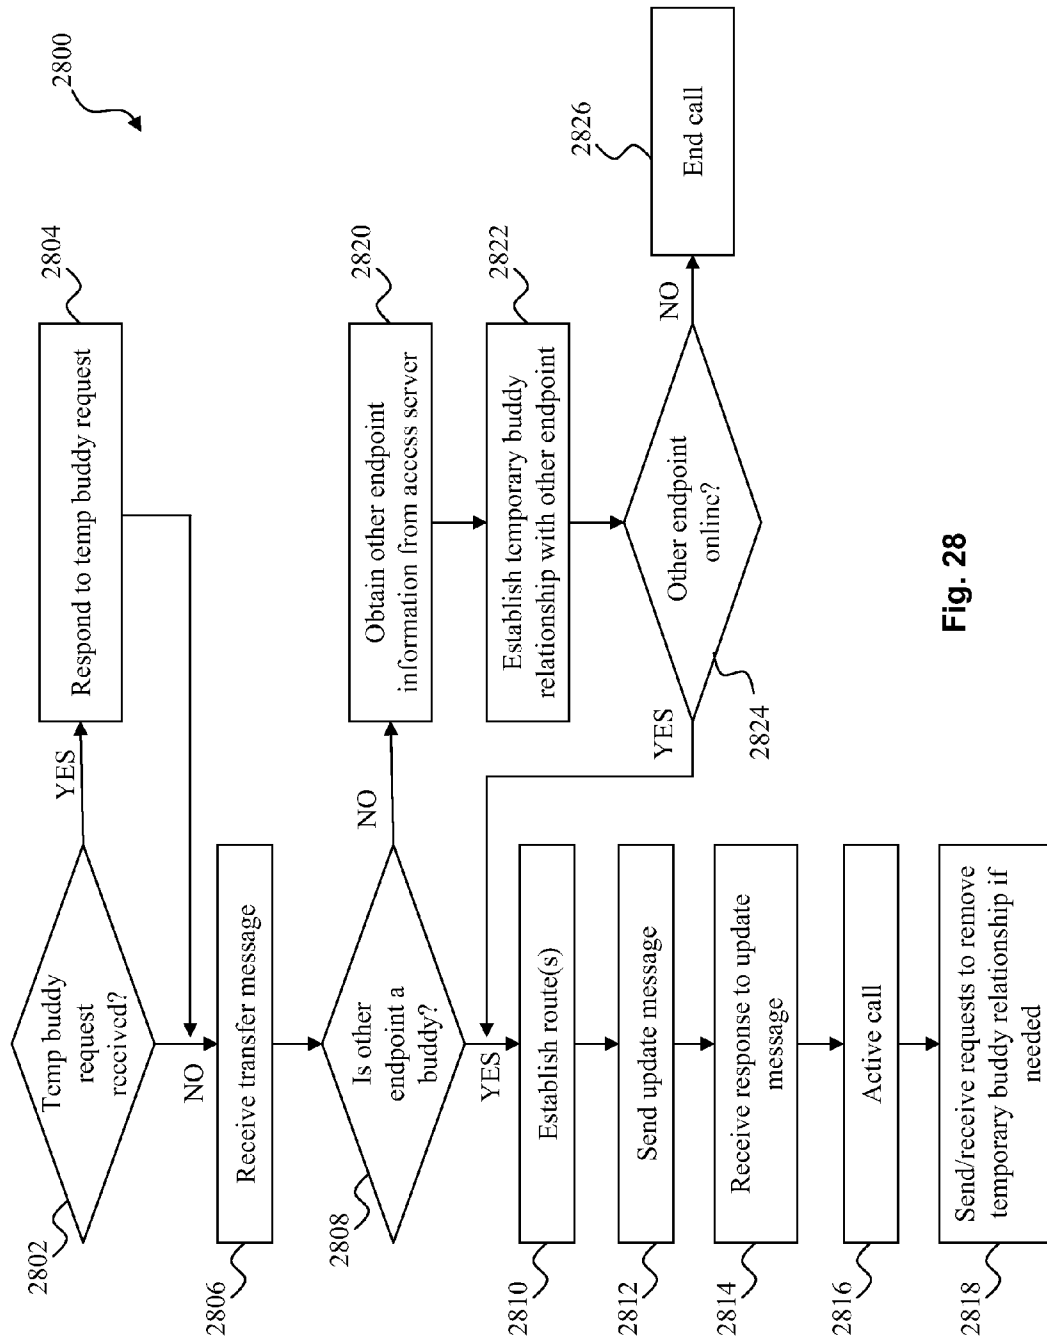 2800
Temp buddy
request
received?
2802
YES
Respond to temp buddy request
2804
NO
Receive transfer message
2806
Is other
endpoint a
buddy?
2808
NO
Obtain other endpoint
information from access server
2820
Establish temporary buddy
relationship with other endpoint
2822
Other endpoint
online?
2824
YES
NO
End call
2826
YES
Establish route(s)
2810
Send update message
2812
Receive response to update
message
2814
Active call
2816
Send/receive requests to remove
temporary buddy relationship if
needed
2818
Fig. 28